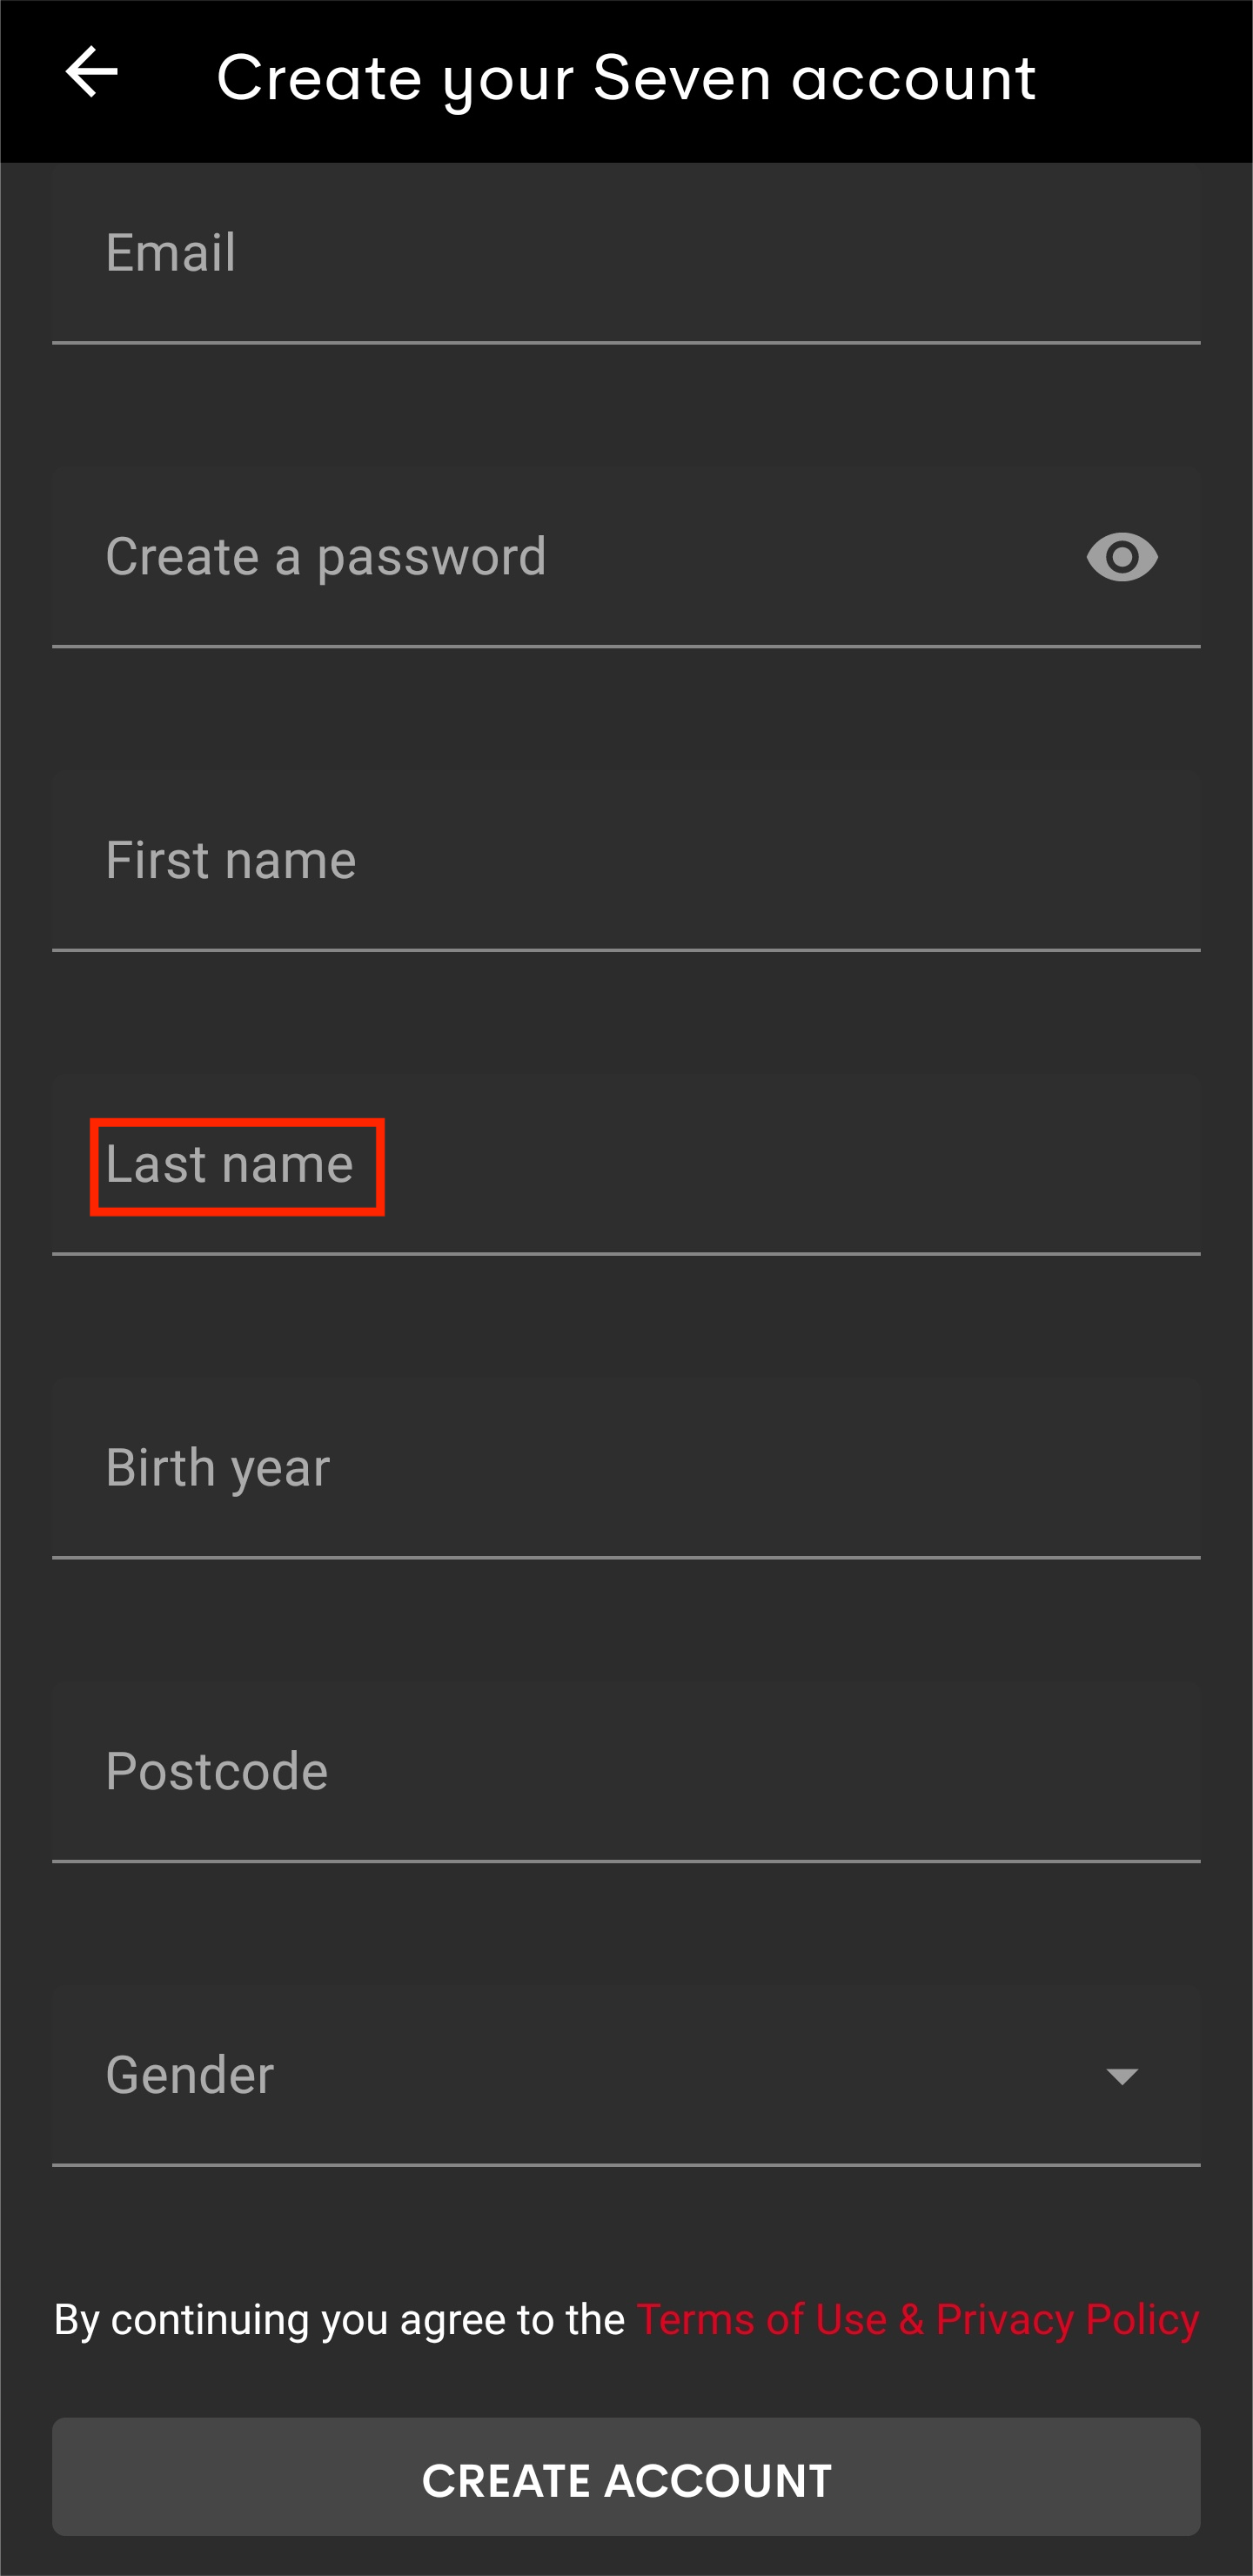 Create your Seven account
Email
Create a password
First name
Last name
Birth year
Postcode
Gender
By continuing you agree to the Terms of Use & Privacy Policy
CREATE ACCOUNT